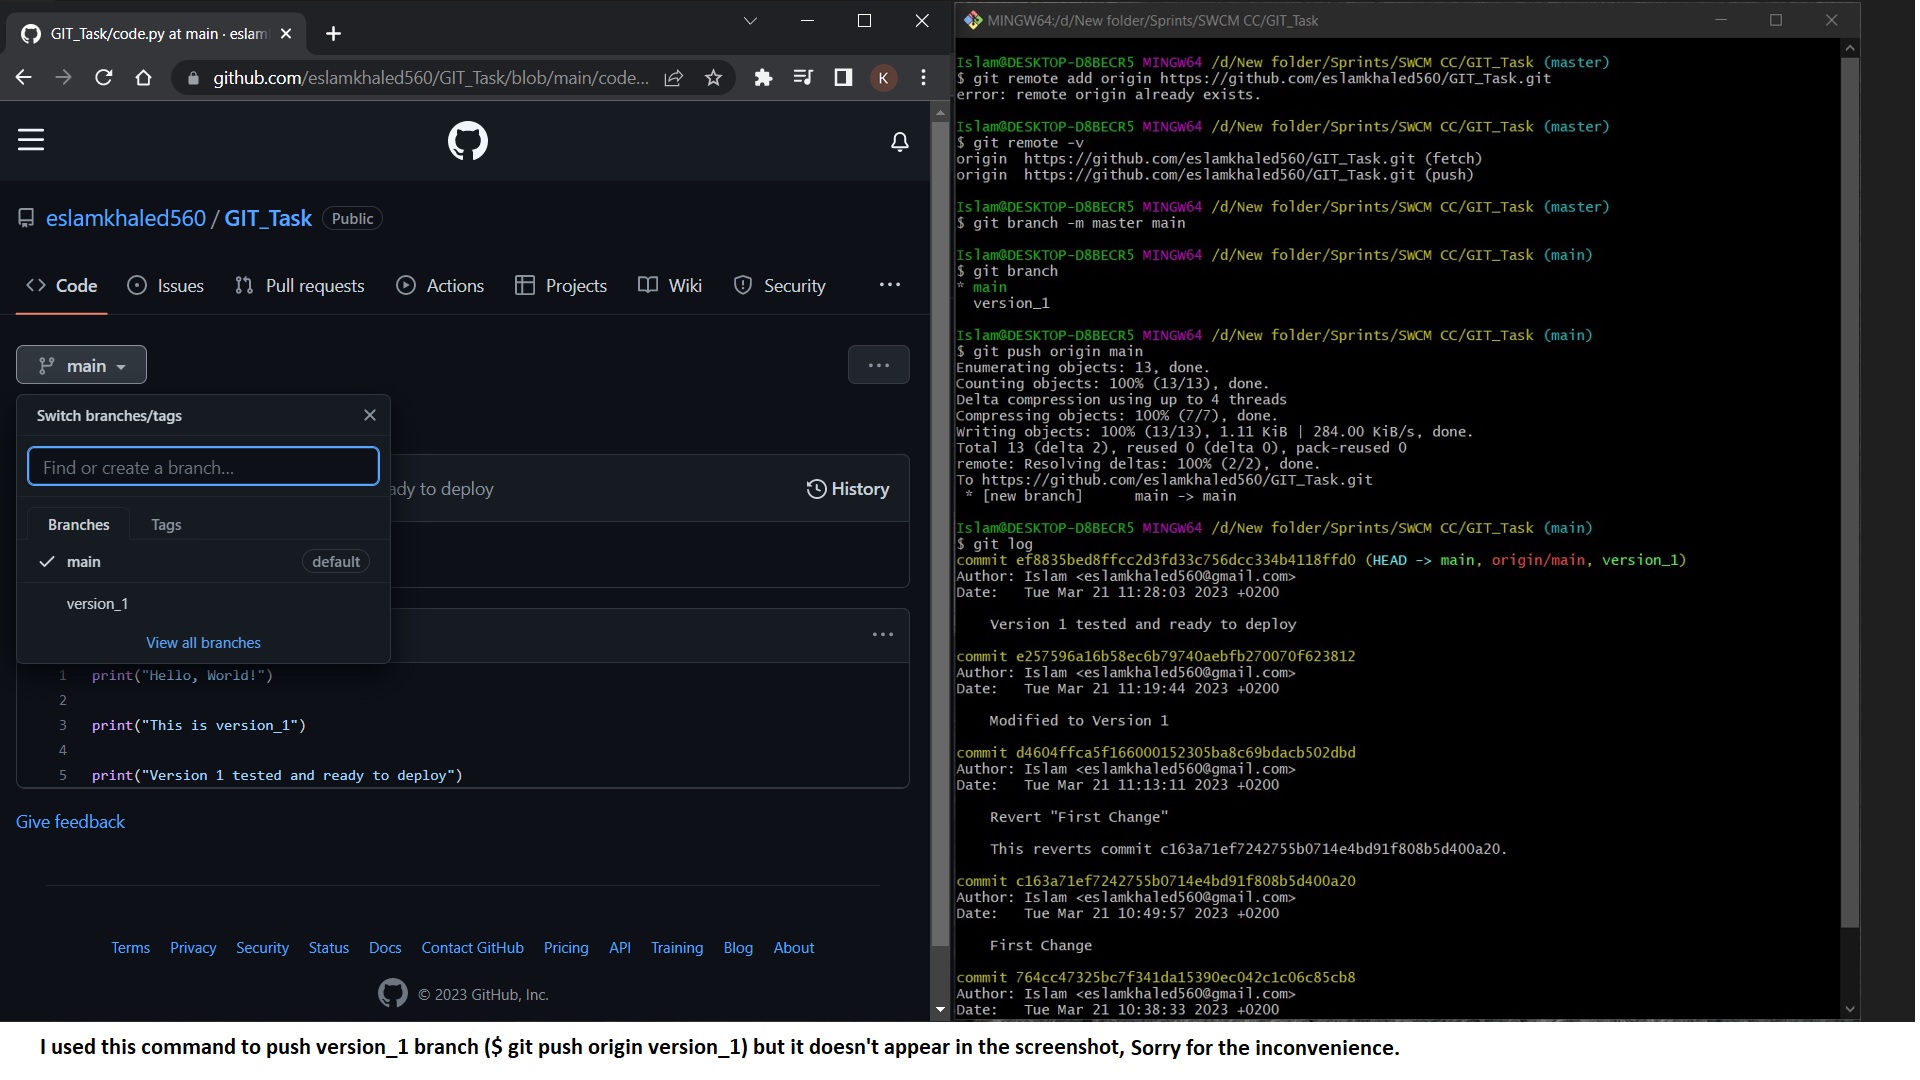 GIT_Task/code.py at main · eslam
github.com/eslamkhaled560/GIT_Task/blob/main/code...
K
eslamkhaled560 / GIT_Task Public
Code Issues Pull requests Actions Projects Wiki Security
main
Switch branches/tags
Find or create a branch...
ady to deploy
History
Branches Tags
main default
version_1
View all branches
1 print("Hello, World!")
2
3 print("This is version_1")
4
5 print("Version 1 tested and ready to deploy")
Give feedback
Terms Privacy Security Status Docs Contact GitHub Pricing API Training Blog About
© 2023 GitHub, Inc.
MINGW64:/d/New folder/Sprints/SWCM CC/GIT_Task
Islam@DESKTOP-D8BECR5 MINGW64 /d/New folder/Sprints/SWCM CC/GIT_Task (master)
$ git remote add origin https://github.com/eslamkhaled560/GIT_Task.git
error: remote origin already exists.
Islam@DESKTOP-D8BECR5 MINGW64 /d/New folder/Sprints/SWCM CC/GIT_Task (master)
$ git remote -v
origin https://github.com/eslamkhaled560/GIT_Task.git (fetch)
origin https://github.com/eslamkhaled560/GIT_Task.git (push)
Islam@DESKTOP-D8BECR5 MINGW64 /d/New folder/Sprints/SWCM CC/GIT_Task (master)
$ git branch -m master main
Islam@DESKTOP-D8BECR5 MINGW64 /d/New folder/Sprints/SWCM CC/GIT_Task (main)
$ git branch
* main
version_1
Islam@DESKTOP-D8BECR5 MINGW64 /d/New folder/Sprints/SWCM CC/GIT_Task (main)
$ git push origin main
Enumerating objects: 13, done.
Counting objects: 100% (13/13), done.
Delta compression using up to 4 threads
Compressing objects: 100% (7/7), done.
Writing objects: 100% (13/13), 1.11 KiB | 284.00 KiB/s, done.
Total 13 (delta 2), reused 0 (delta 0), pack-reused 0
remote: Resolving deltas: 100% (2/2), done.
To https://github.com/eslamkhaled560/GIT_Task.git
* [new branch] main -> main
Islam@DESKTOP-D8BECR5 MINGW64 /d/New folder/Sprints/SWCM CC/GIT_Task (main)
$ git log
commit ef8835bed8ffcc2d3fd33c756dcc334b4118ffd0 (HEAD -> main, origin/main, version_1)
Author: Islam <eslamkhaled560@gmail.com>
Date: Tue Mar 21 11:28:03 2023 +0200
Version 1 tested and ready to deploy
commit e257596a16b58ec6b79740aebfb270070f623812
Author: Islam <eslamkhaled560@gmail.com>
Date: Tue Mar 21 11:19:44 2023 +0200
Modified to Version 1
commit d4604ffca5f166000152305ba8c69bdacb502dbd
Author: Islam <eslamkhaled560@gmail.com>
Date: Tue Mar 21 11:13:11 2023 +0200
Revert "First Change"
This reverts commit c163a71ef7242755b0714e4bd91f808b5d400a20.
commit c163a71ef7242755b0714e4bd91f808b5d400a20
Author: Islam <eslamkhaled560@gmail.com>
Date: Tue Mar 21 10:49:57 2023 +0200
First Change
commit 764cc47325bc7f341da15390ec042c1c06c85cb8
Author: Islam <eslamkhaled560@gmail.com>
Date: Tue Mar 21 10:38:33 2023 +0200
I used this command to push version_1 branch ($ git push origin version_1) but it doesn't appear in the screenshot, Sorry for the inconvenience.